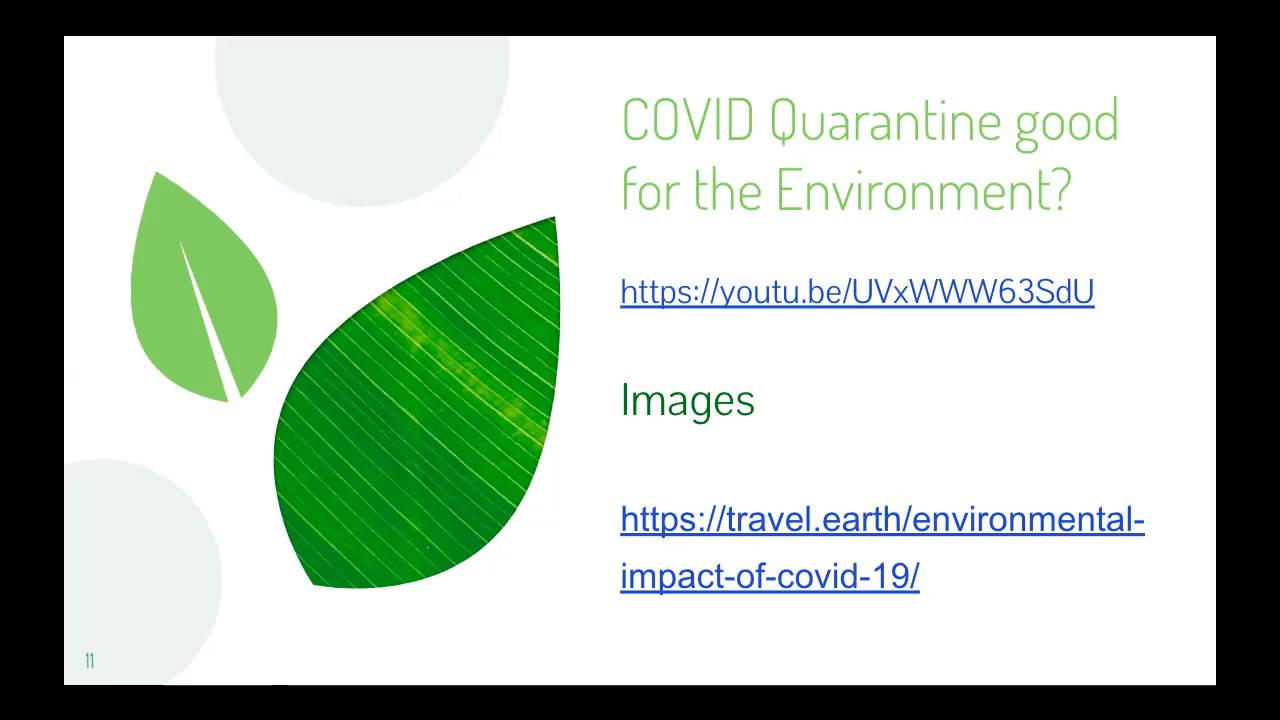 COVID Quarantine good
for the Environment?
https://youtu.be/UVxWWW63SdU
Images
https://travel.earth/environmental-
impact-of-covid-19/
11